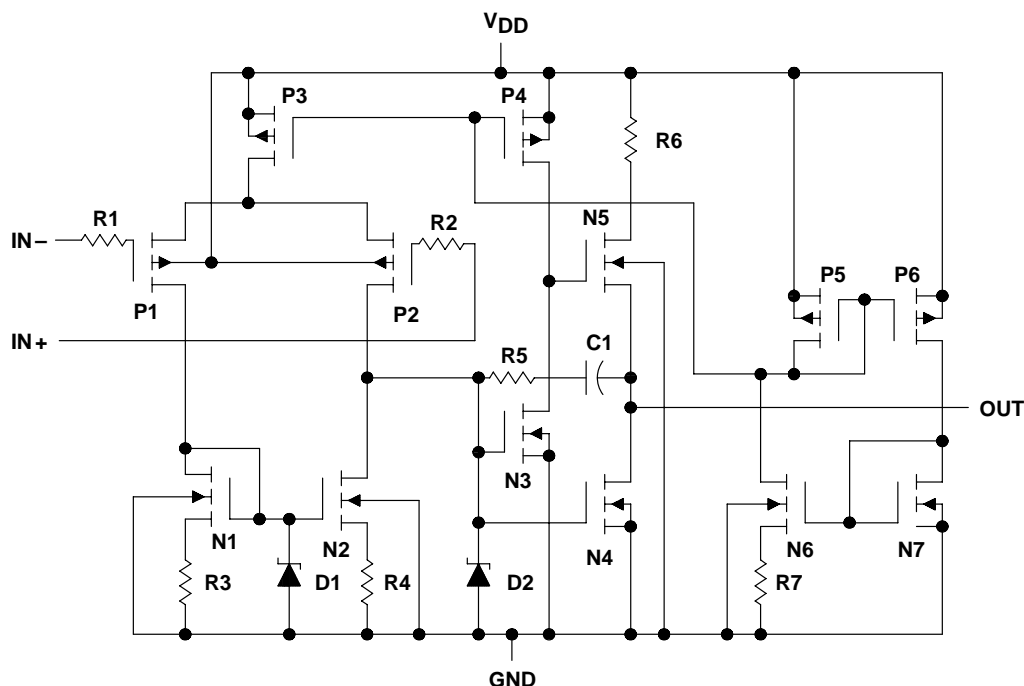 VDD
P3
P4
R6
R1
R2
N5
IN−
P5
P6
P1
P2
IN+
R5
C1
OUT
N3
N1
N2
N4
N6
N7
R3
D1
R4
D2
R7
GND